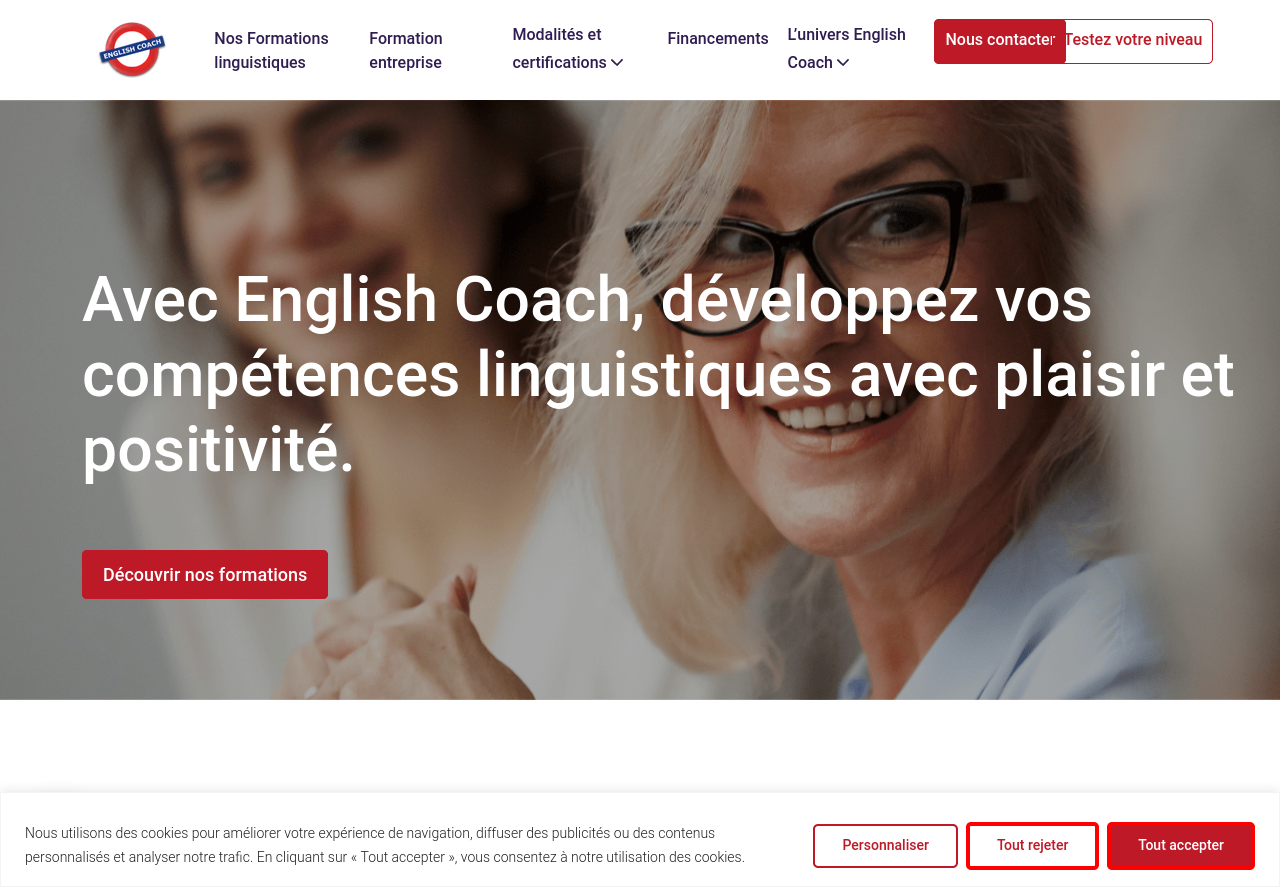 ENGLISH COACH
Nos Formations
linguistiques
Formation
entreprise
Modalités et
certifications
Financements
L'univers English
Coach
Nous contacter
Testez votre niveau
Avec English Coach, développez vos
compétences linguistiques avec plaisir et
positivité.
Découvrir nos formations
Nous utilisons des cookies pour améliorer votre expérience de navigation, diffuser des publicités ou des contenus
personnalisés et analyser notre trafic. En cliquant sur « Tout accepter », vous consentez à notre utilisation des cookies.
Personnaliser
Tout rejeter
Tout accepter